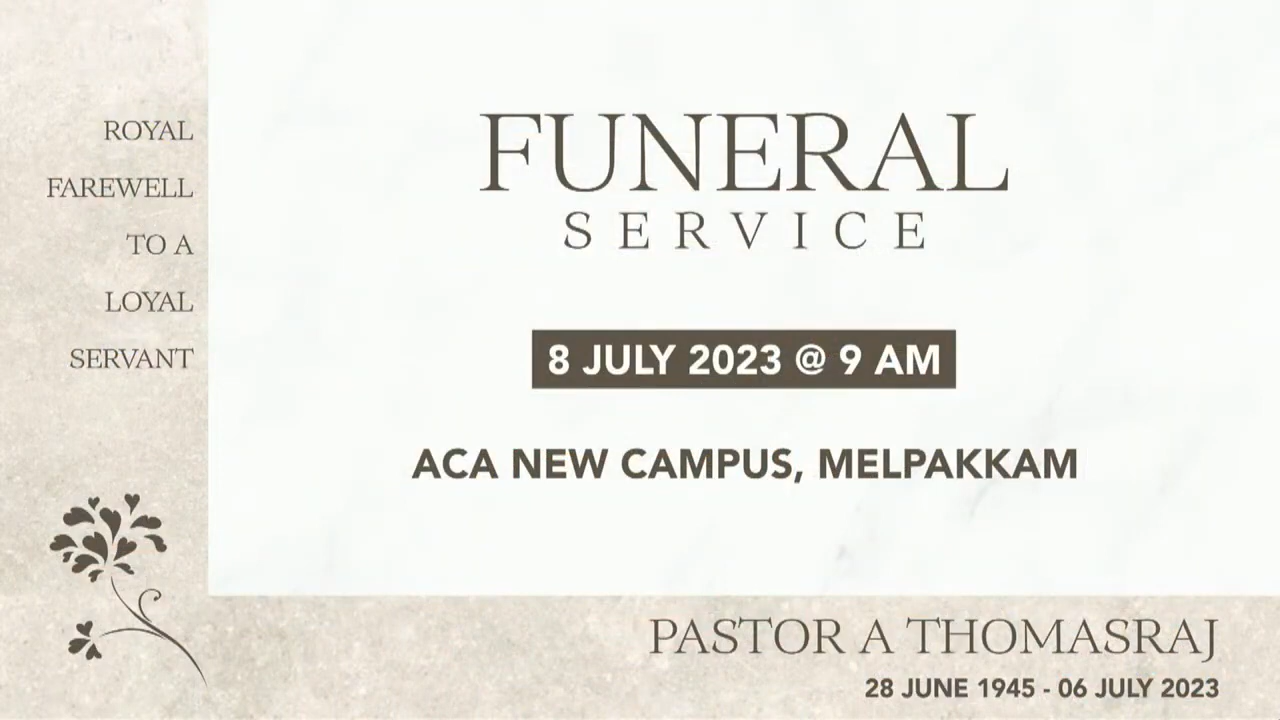 ROYAL
FAREWELL
TO A
LOYAL
SERVANT
FUNERAL
SERVICE
8 JULY 2023 @ 9 AM
ACA NEW CAMPUS, MELPAKKAM
PASTOR A THOMASRAJ
28 JUNE 1945 - 06 JULY 2023